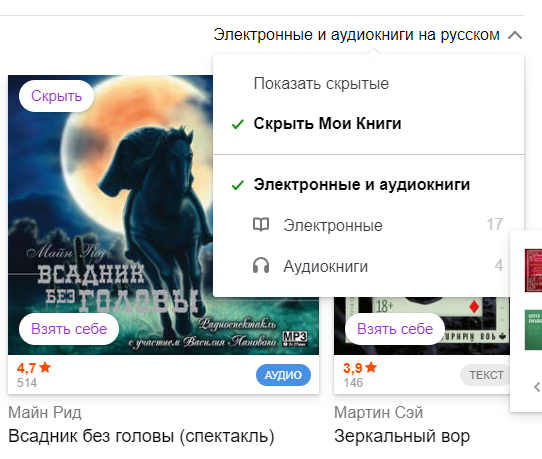 Электронные и аудиокниги на русском
Показать скрытые
Скрыть Мои Книги
Электронные и аудиокниги
Электронные 17
Аудиокниги 4
Скрыть
Майн Рид
ВСАДНИК
БЕЗ ГОЛОВЫ
Радиоспектакль
с участием Василия Ланового
MP3
Взять себе
4,7
514
АУДИО
Майн Рид
Всадник без головы (спектакль)
18+
Взять себе
3,9
146
ТЕКСТ
Мартин Сэй
Зеркальный вор